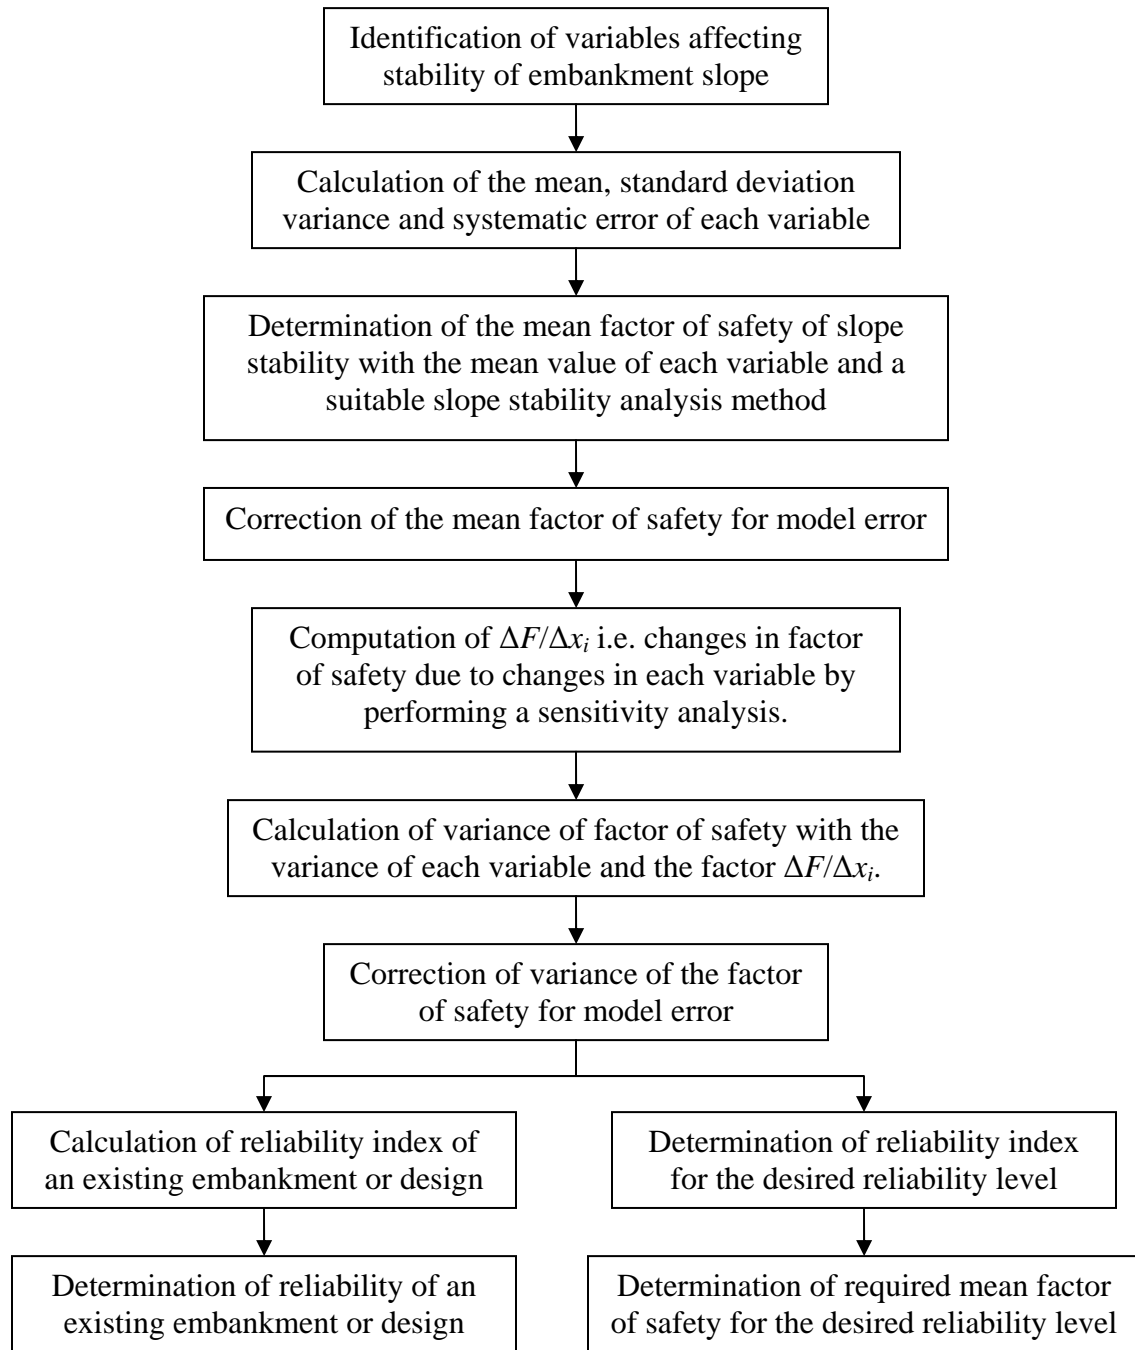 Identification of variables affecting
stability of embankment slope
Calculation of the mean, standard deviation
variance and systematic error of each variable
Determination of the mean factor of safety of slope
stability with the mean value of each variable and a
suitable slope stability analysis method
Correction of the mean factor of safety for model error
Computation of ΔF/Δxᵢ i.e. changes in factor
of safety due to changes in each variable by
performing a sensitivity analysis.
Calculation of variance of factor of safety with the
variance of each variable and the factor ΔF/Δxᵢ.
Correction of variance of the factor
of safety for model error
Calculation of reliability index of
an existing embankment or design
Determination of reliability index
for the desired reliability level
Determination of reliability of an
existing embankment or design
Determination of required mean factor
of safety for the desired reliability level